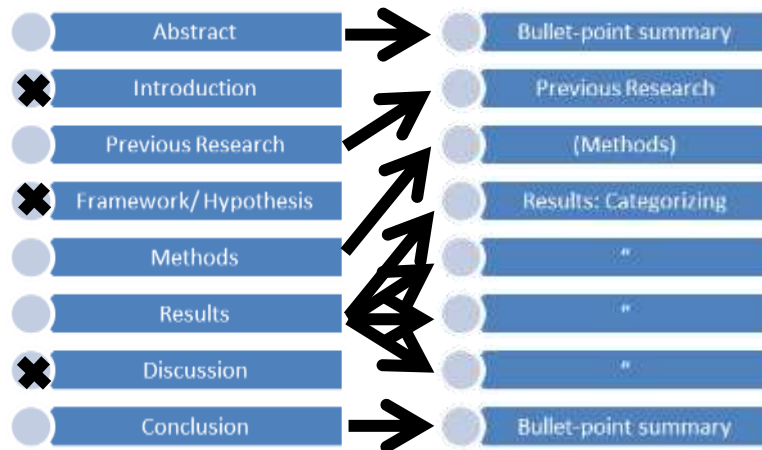 Abstract
Introduction
Previous Research
Framework/ Hypothesis
Methods
Results
Discussion
Conclusion
Bullet-point summary
Previous Research
(Methods)
Results: Categorizing
“
“
“
Bullet-point summary